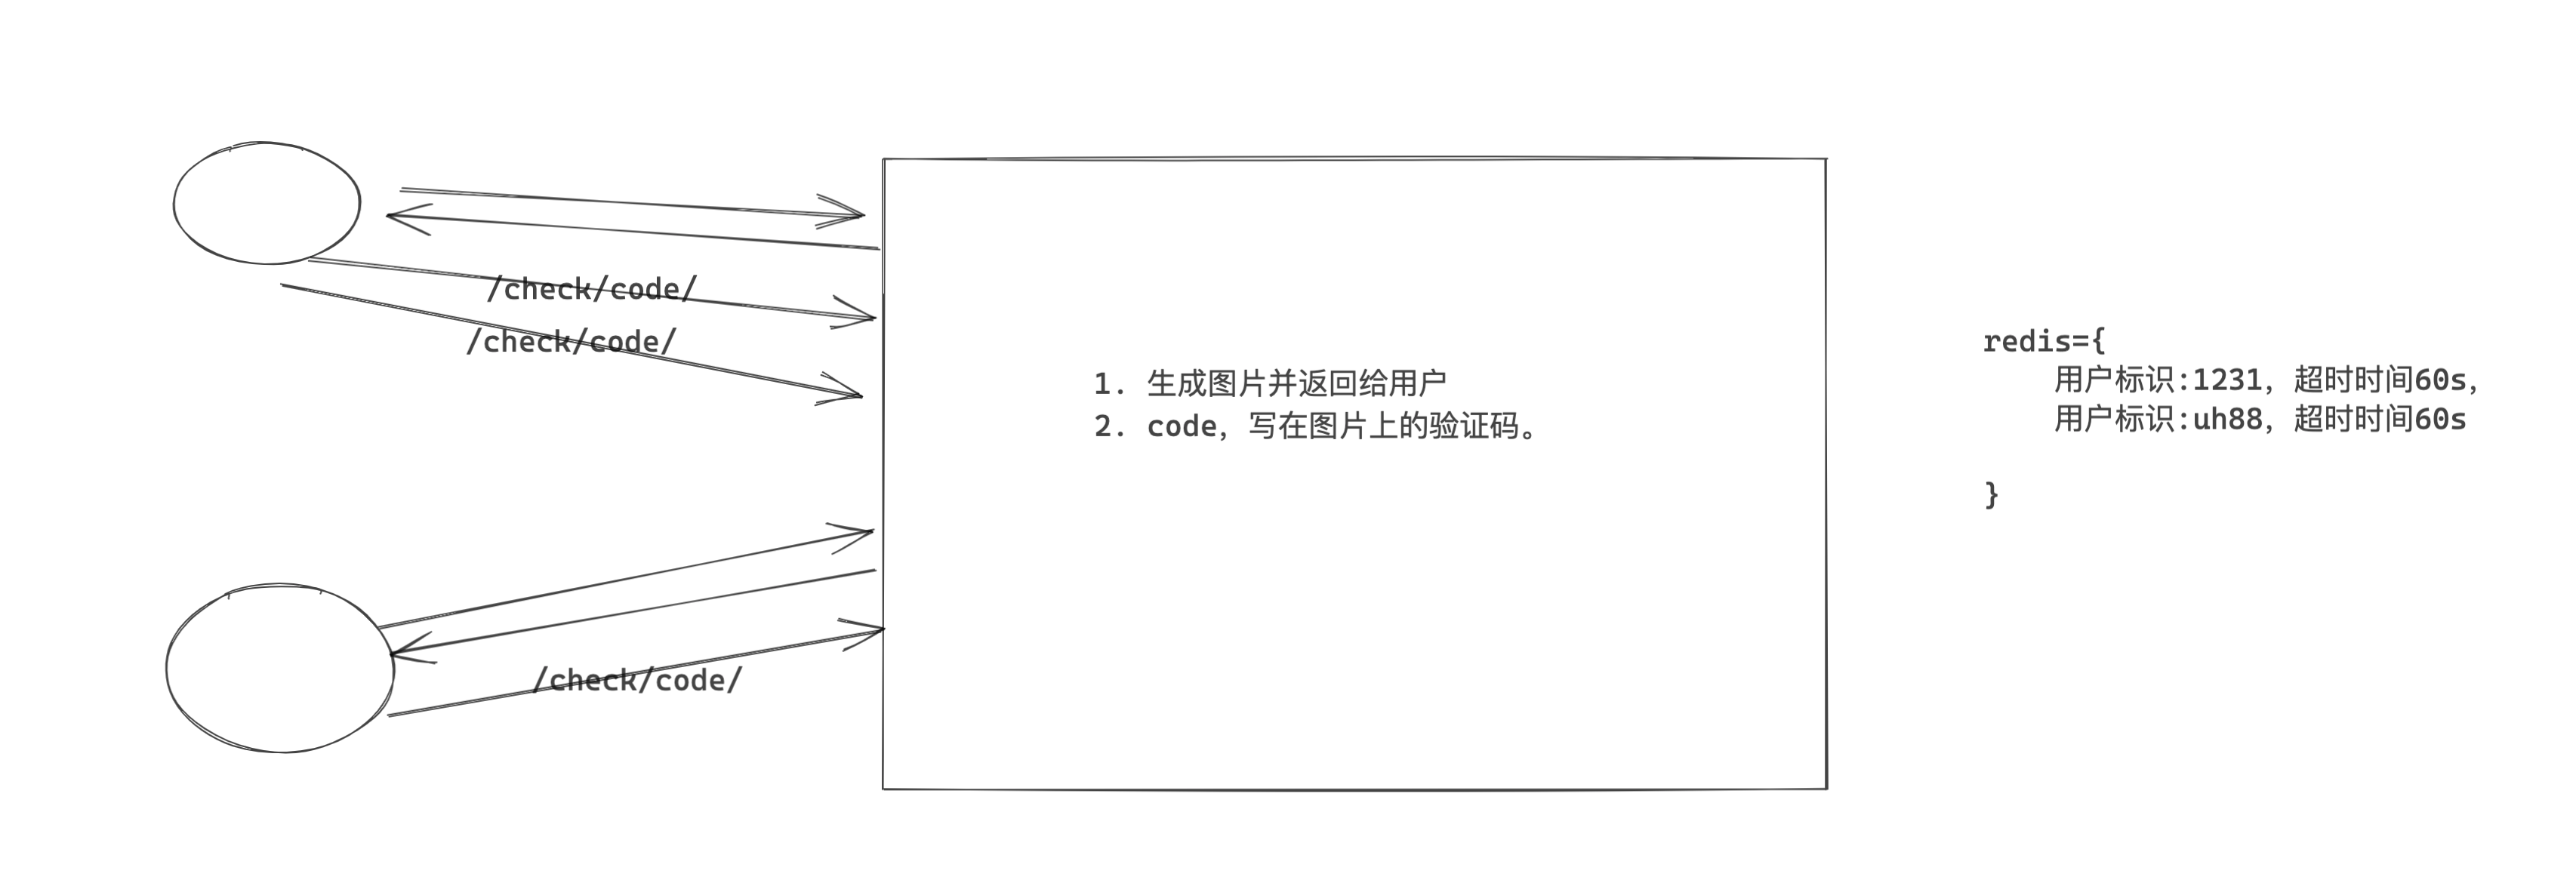 /check/code/
/check/code/
1. 生成图片并返回给用户
2. code，写在图片上的验证码。
/check/code/
redis={
用户标识:1231，超时时间60s，
用户标识:uh88，超时时间60s
}